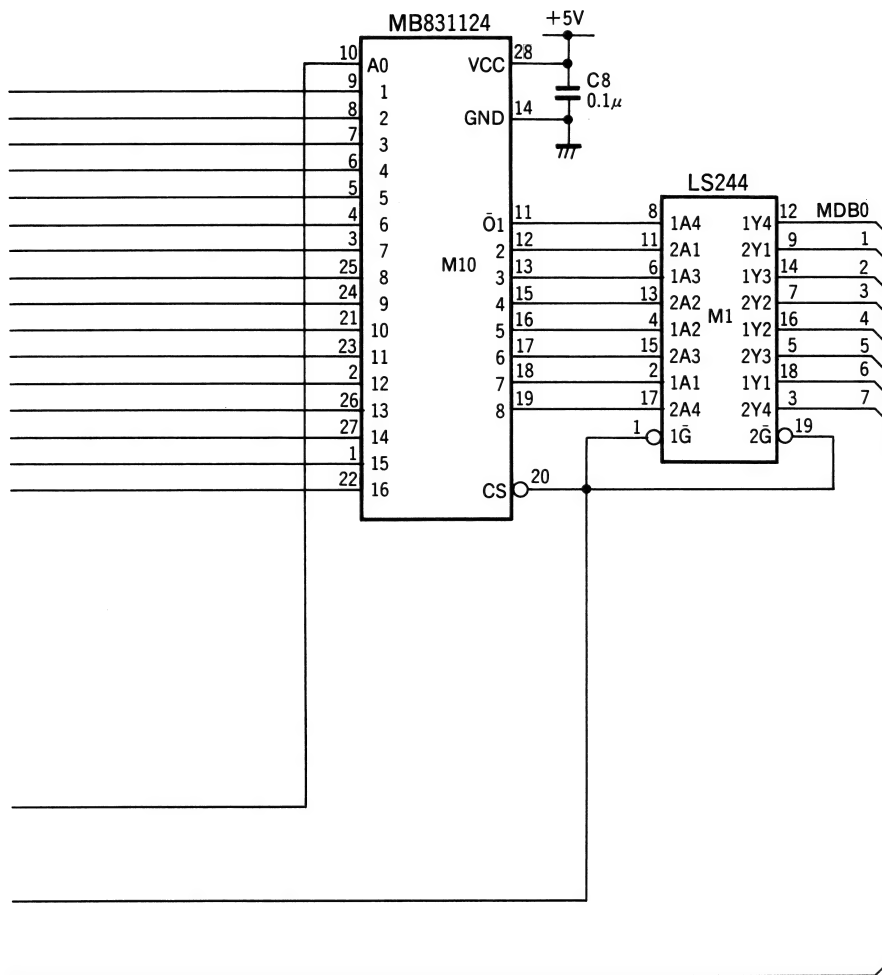 MB831124
+5V
10 A0 VCC 28
9 1
C8
0.1μ
8 2 GND 14
7 3
6 4
5 5
LS244
4 6 Ō1 11 8 1A4 1Y4 12 MDB0
3 7 2 12 11 2A1 2Y1 9 1
25 8 M10 3 13 6 1A3 1Y3 14 2
24 9 4 15 13 2A2 M1 2Y2 7 3
21 10 5 16 4 1A2 1Y2 16 4
23 11 6 17 15 2A3 2Y3 5 5
2 12 7 18 2 1A1 1Y1 18 6
26 13 8 19 17 2A4 2Y4 3 7
27 14 1 1Ḡ 2Ḡ 19
1 15
22 16 CS 20